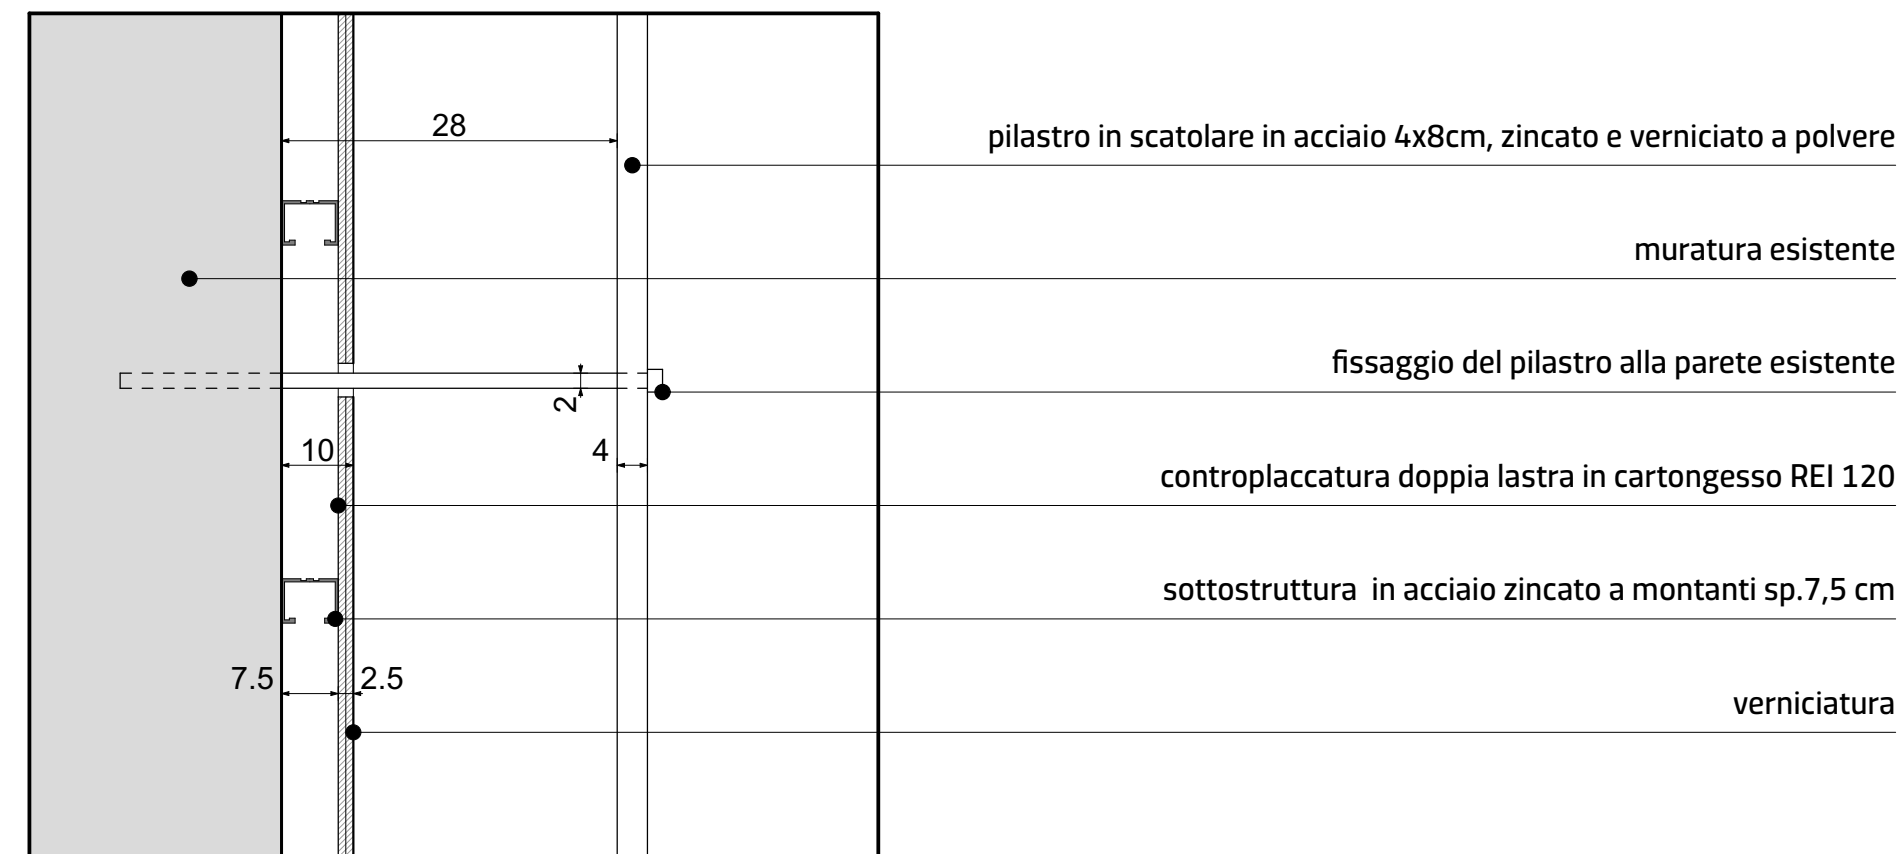 28
pilastro in scatolare in acciaio 4x8cm, zincato e verniciato a polvere
muratura esistente
fissaggio del pilastro alla parete esistente
2
10
4
controplaccatura doppia lastra in cartongesso REI 120
sottostruttura  in acciaio zincato a montanti sp.7,5 cm
7.5
2.5
verniciatura